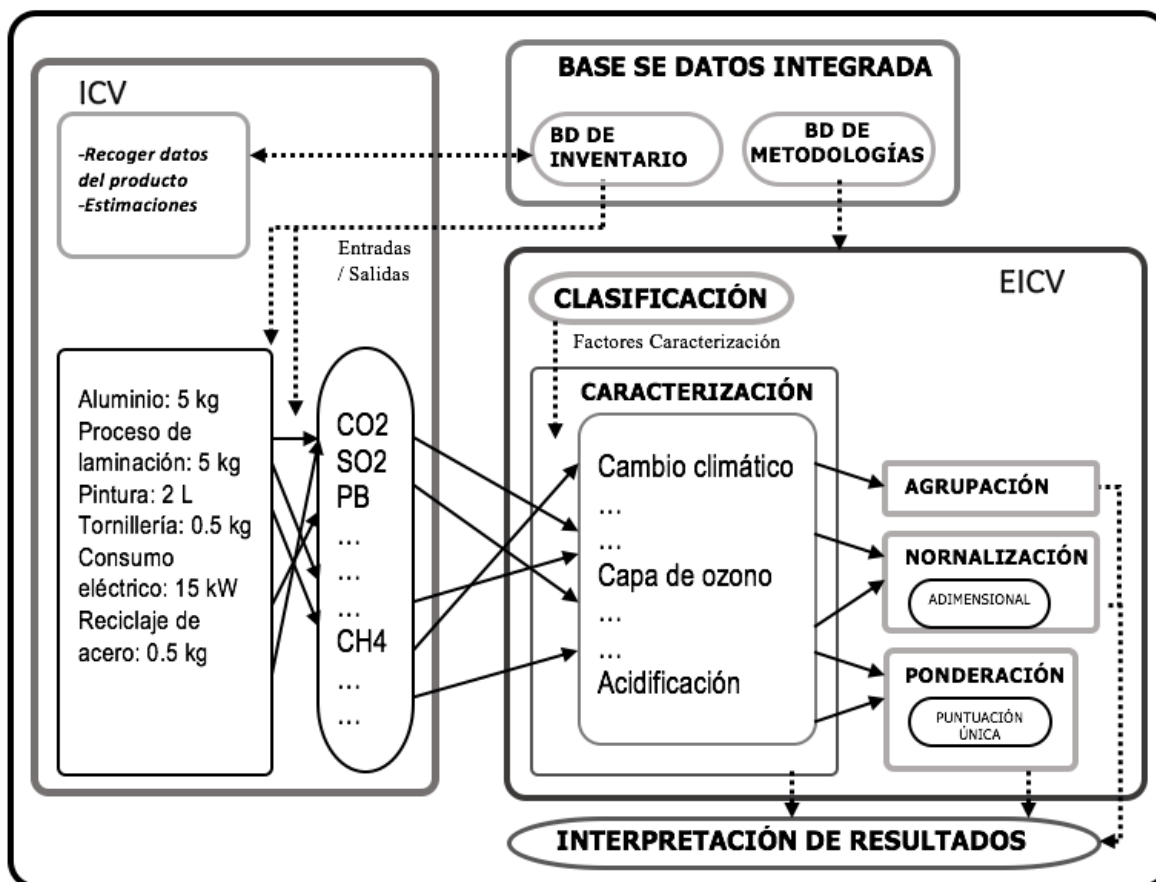 ICV
-Recoger datos
del producto
-Estimaciones
BASE SE DATOS INTEGRADA
BD DE
INVENTARIO
BD DE
METODOLOGÍAS
Entradas
/ Salidas
Aluminio: 5 kg
Proceso de
laminación: 5 kg
Pintura: 2 L
Tornillería: 0.5 kg
Consumo
eléctrico: 15 kW
Reciclaje de
acero: 0.5 kg
CO2
SO2
PB
...
...
...
CH4
...
...
EICV
CLASIFICACIÓN
Factores Caracterización
CARACTERIZACIÓN
Cambio climático
...
...
Capa de ozono
...
...
Acidificación
AGRUPACIÓN
NORNALIZACIÓN
ADIMENSIONAL
PONDERACIÓN
PUNTUACIÓN
ÚNICA
INTERPRETACIÓN DE RESULTADOS